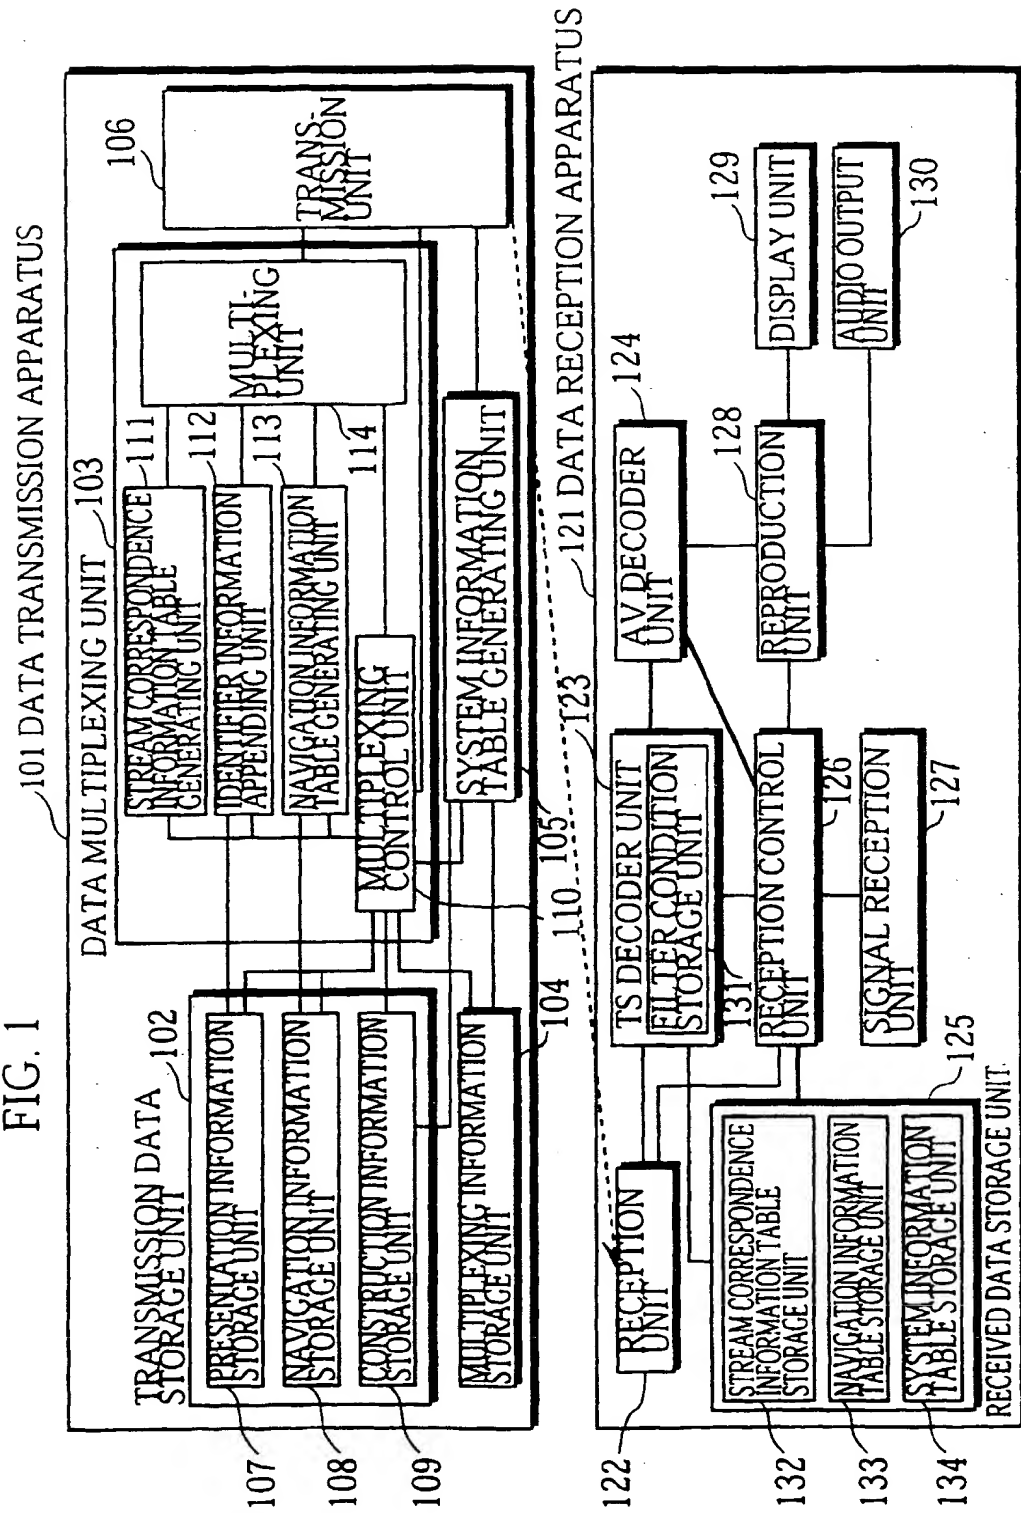 FIG. 1
101 DATA TRANSMISSION APPARATUS
TRANSMISSION DATA
STORAGE UNIT
102
PRESENTATION INFORMATION
STORAGE UNIT
107
NAVIGATION INFORMATION
STORAGE UNIT
108
CONSTRUCTION INFORMATION
STORAGE UNIT
109
MULTIPLEXING INFORMATION
STORAGE UNIT
104
DATA MULTIPLEXING UNIT
103
STREAM CORRESPONDENCE
INFORMATION TABLE
GENERATING UNIT
111
IDENTIFIER INFORMATION
APPENDING UNIT
112
NAVIGATION INFORMATION
TABLE GENERATING UNIT
113
MULTIPLEXING
CONTROL UNIT
110
MULTI-
PLEXING
UNIT
114
SYSTEM INFORMATION
TABLE GENERATING UNIT
105
TRANS-
MISSION
UNIT
106
121 DATA RECEPTION APPARATUS
RECEPTION
UNIT
122
TS DECODER UNIT
123
FILTER CONDITION
STORAGE UNIT
131
AV DECODER
UNIT
124
RECEPTION CONTROL
UNIT
126
SIGNAL RECEPTION
UNIT
127
REPRODUCTION
UNIT
128
DISPLAY UNIT
129
AUDIO OUTPUT
UNIT
130
STREAM CORRESPONDENCE
INFORMATION TABLE
STORAGE UNIT
132
NAVIGATION INFORMATION
TABLE STORAGE UNIT
133
SYSTEM INFORMATION
TABLE STORAGE UNIT
134
125
RECEIVED DATA STORAGE UNIT